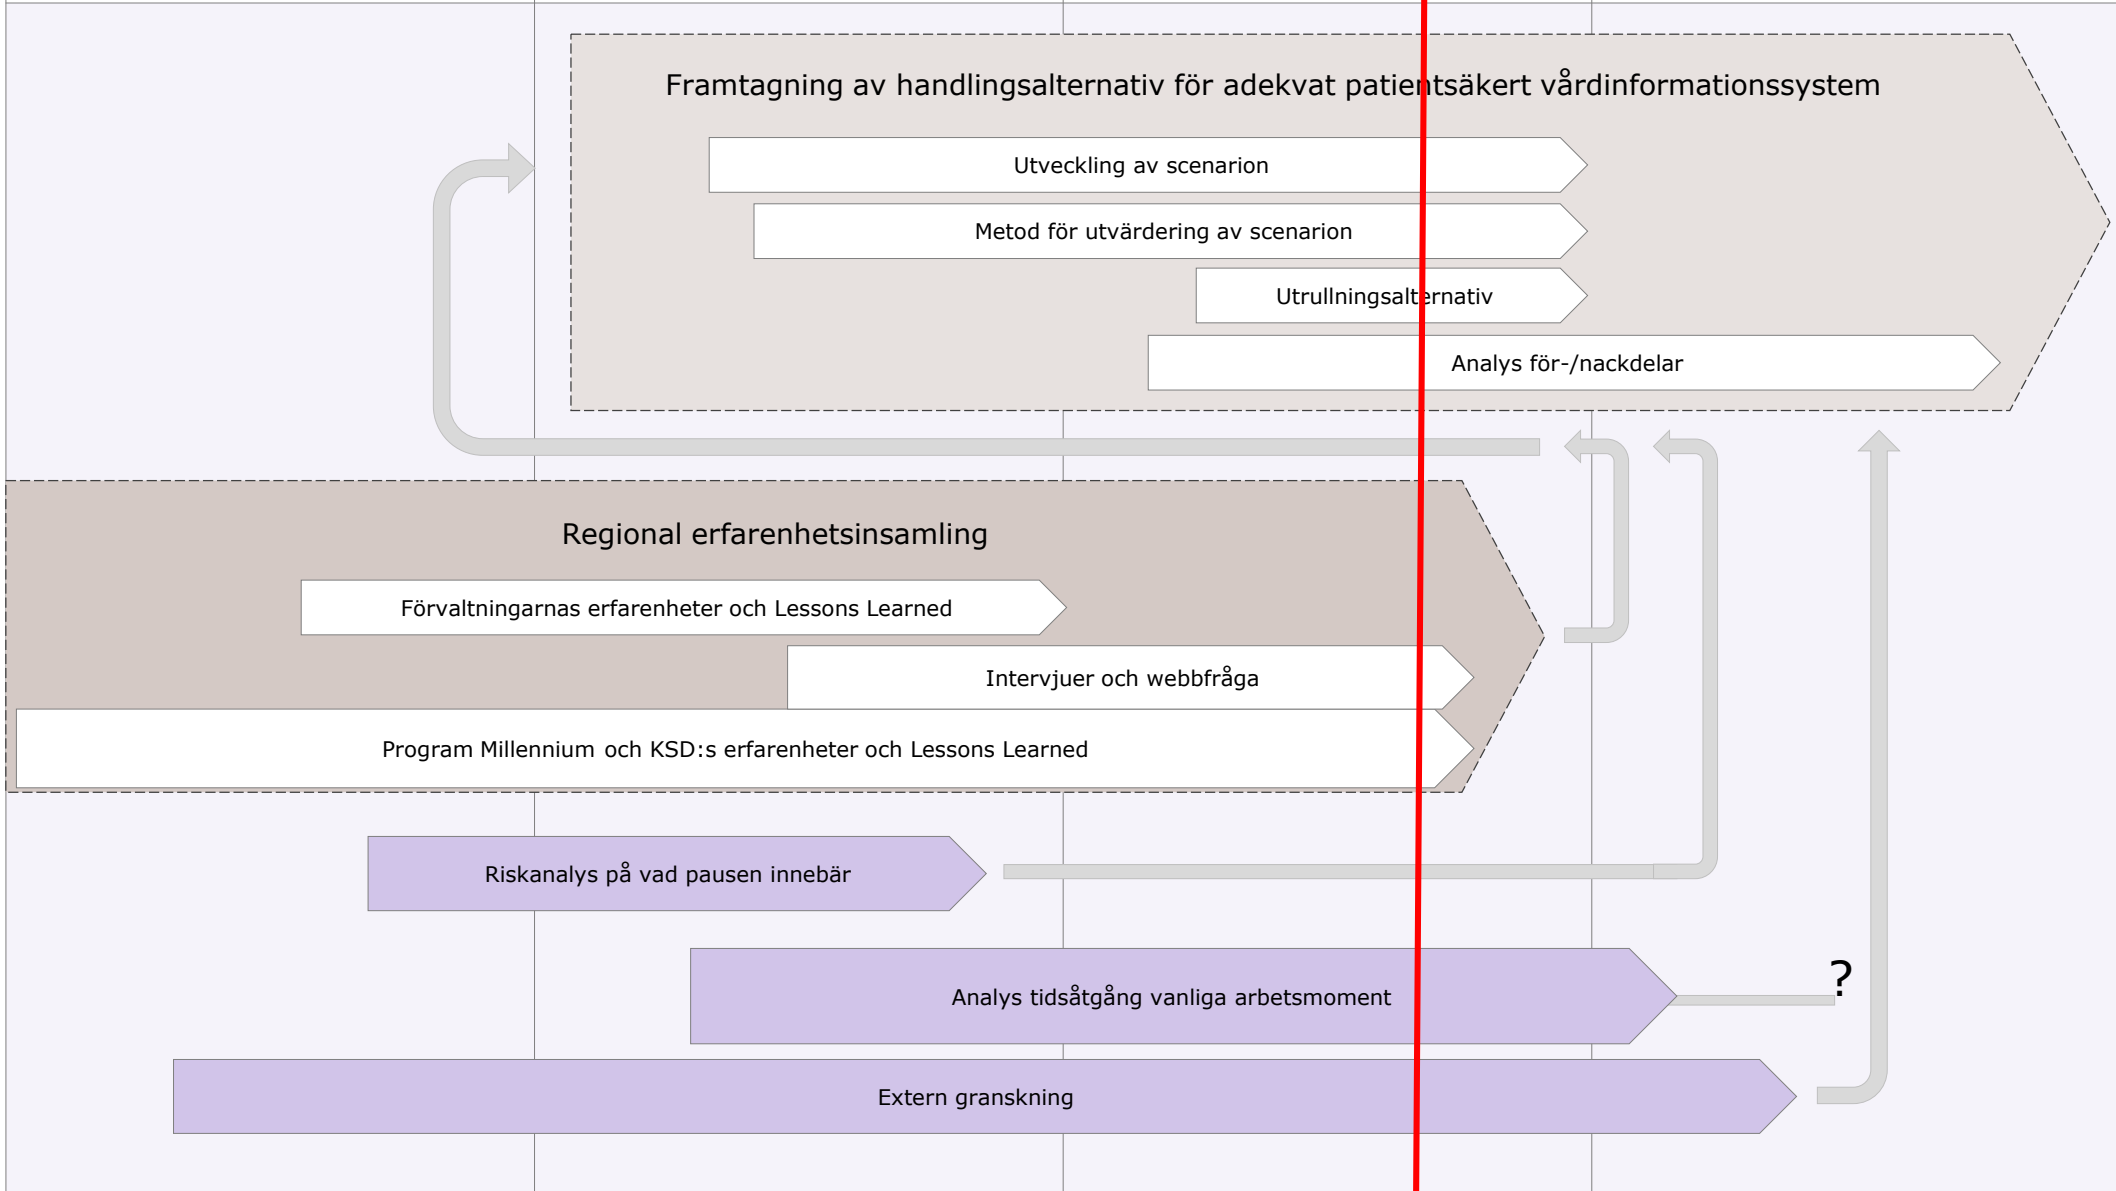 Framtagning av handlingsalternativ för adekvat patientsäkert vårdinformationssystem
Utveckling av scenarion
Metod för utvärdering av scenarion
Utrullningsalternativ
Analys för-/nackdelar
Regional erfarenhetsinsamling
Förvaltningarnas erfarenheter och Lessons Learned
Intervjuer och webbfråga
Program Millennium och KSD:s erfarenheter och Lessons Learned
Riskanalys på vad pausen innebär
Analys tidsåtgång vanliga arbetsmoment
?
Extern granskning